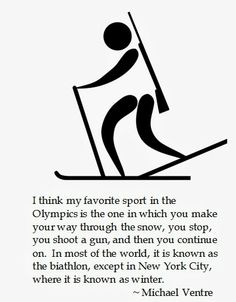 I think my favorite sport in the
Olympics is the one in which you make
your way through the snow, you stop,
you shoot a gun, and then you continue
on.  In most of the world, it is known as
the biathlon, except in New York City,
where it is known as winter.
~ Michael Ventre